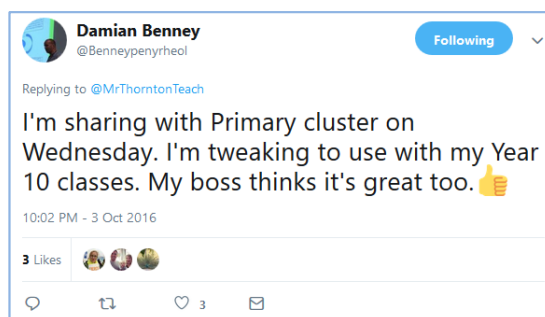 Damian Benney
@Benneypenyrheol
Following
Replying to @MrThorntonTeach
I'm sharing with Primary cluster on
Wednesday. I'm tweaking to use with my Year
10 classes. My boss thinks it's great too.👍
10:02 PM - 3 Oct 2016
3 Likes
3